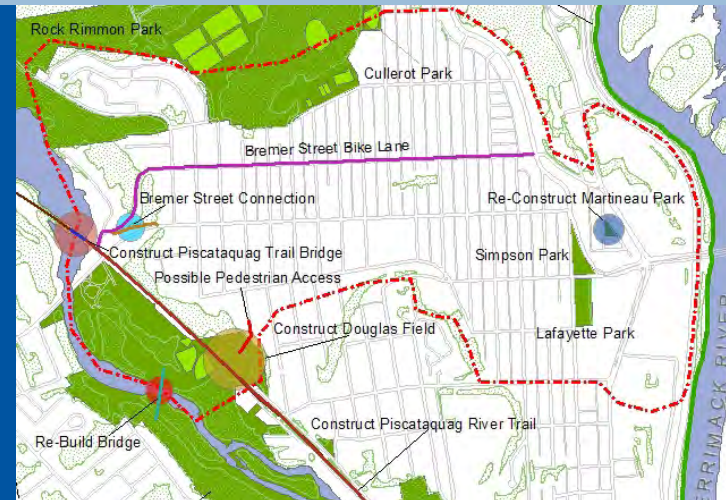 Rock Rimmon Park
Cullerot Park
Bremer Street Bike Lane
Bremer Street Connection
Re-Construct Martineau Park
Construct Piscataquag Trail Bridge
Simpson Park
Possible Pedestrian Access
Construct Douglas Field
Lafayette Park
Construct Piscataquag River Trail
Re-Build Bridge
ERRIMACK RIVER